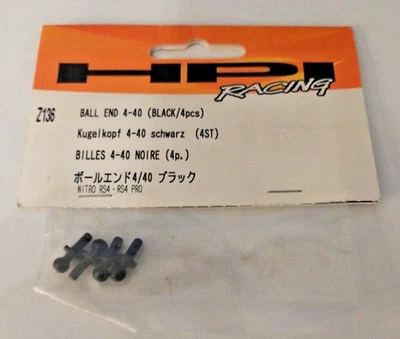 HPI
RACING
Z136
BALL END 4-40 (BLACK/4pcs)
Kugelkopf 4-40 schwarz (4ST)
BILLES 4-40 NOIRE (4p.)
ボールエンド4/40 ブラック
NITRO RS4・RS4 PRO